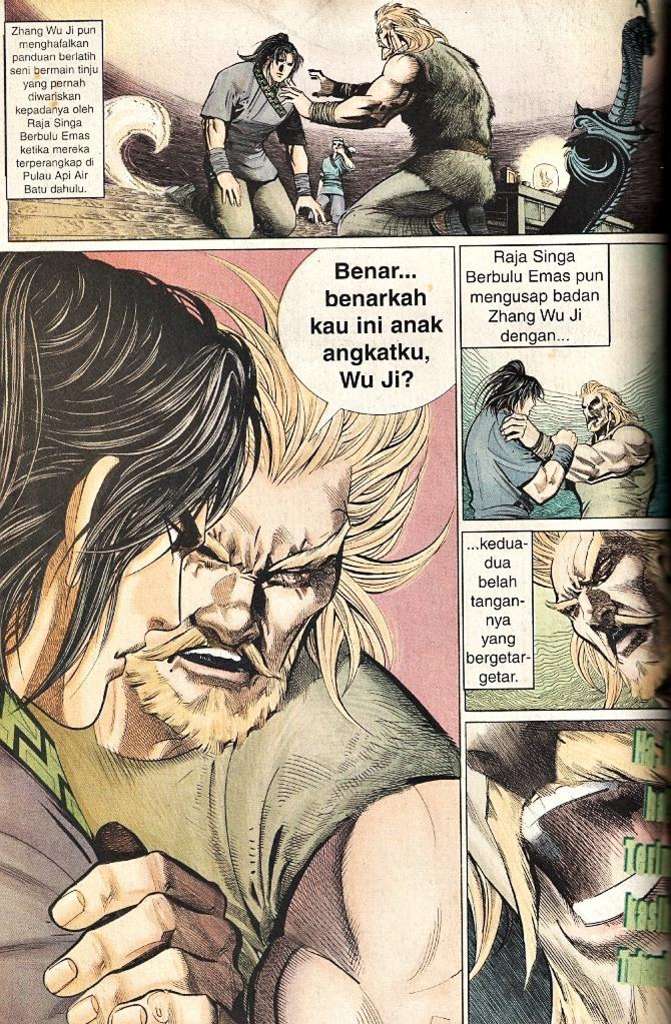 Zhang Wu Ji pun
menghafalkan
panduan berlatih
seni bermain tinju
yang pernah
diwariskan
kepadanya oleh
Raja Singa
Berbulu Emas
ketika mereka
terperangkap di
Pulau Api Air
Batu dahulu.
Benar...
benarkah
kau ini anak
angkatku,
Wu Ji?
Raja Singa
Berbulu Emas pun
mengusap badan
Zhang Wu Ji
dengan...
...kedua-
dua
belah
tangan-
nya
yang
bergetar-
getar.